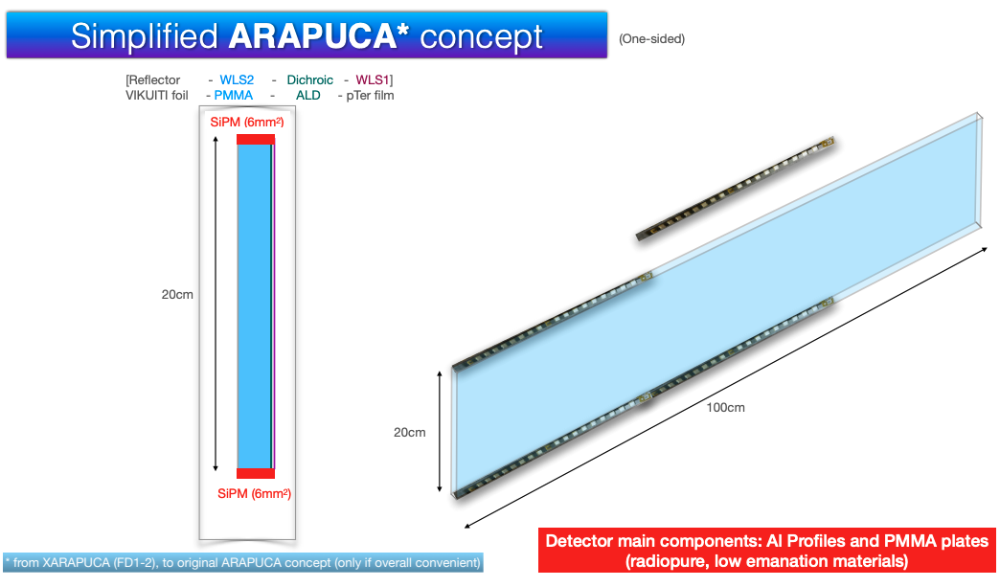 Simplified ARAPUCA* concept
(One-sided)
[Reflector - WLS2 - Dichroic - WLS1]
VIKUITI foil - PMMA - ALD - pTer film
SiPM (6mm²)
20cm
SiPM (6mm²)
20cm
100cm
Detector main components: Al Profiles and PMMA plates
(radiopure, low emanation materials)
* from XARAPUCA (FD1-2), to original ARAPUCA concept (only if overall convenient)